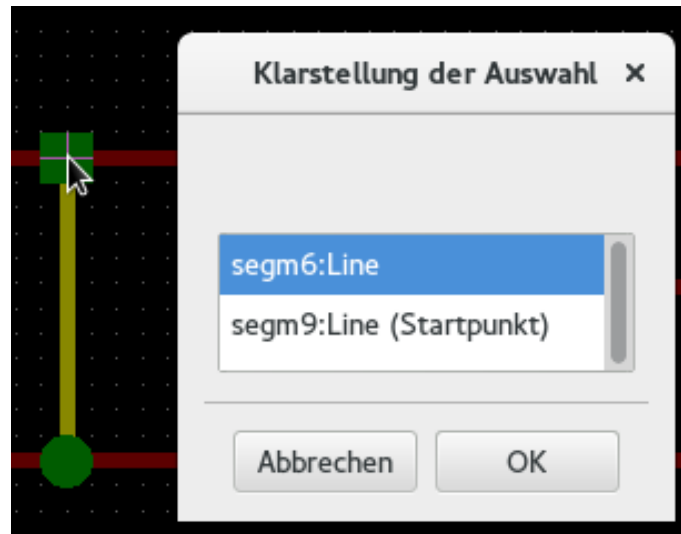 Klarstellung der Auswahl ×
segm6:Line
segm9:Line (Startpunkt)
Abbrechen
OK